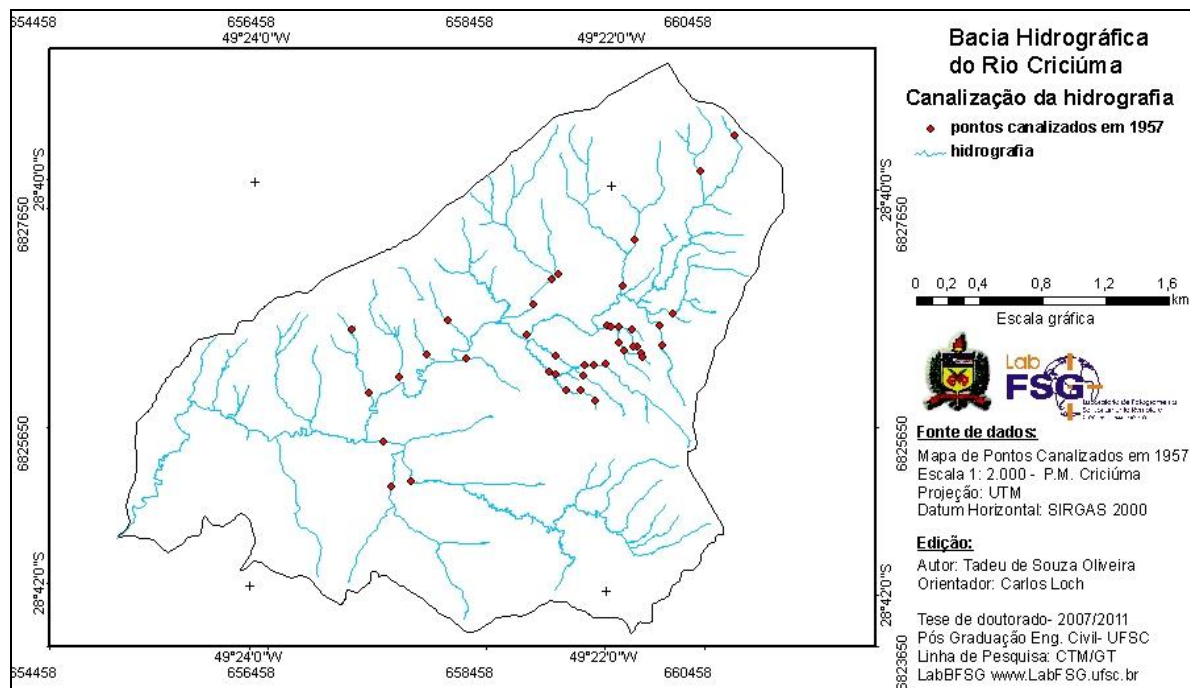 654458
656458
658458
660458
49°24'0"W
49°22'0"W
28°40'0"S
6827650
6825650
28°42'0"S
28°40'0"S
6827650
6825650
28°42'0"S
6823650
49°24'0"W
49°22'0"W
654458
656458
658458
660458
Bacia Hidrográfica
do Rio Criciúma
Canalização da hidrografia
pontos canalizados em 1957
hidrografia
0 0,2 0,4 0,8 1,2 1,6
km
Escala gráfica
Lab
FSG
Fonte de dados:
Mapa de Pontos Canalizados em 1957
Escala 1: 2.000 - P.M. Criciúma
Projeção: UTM
Datum Horizontal: SIRGAS 2000
Edição:
Autor: Tadeu de Souza Oliveira
Orientador: Carlos Loch
Tese de doutorado- 2007/2011
Pós Graduação Eng. Civil- UFSC
Linha de Pesquisa: CTM/GT
LabBFSG www.LabFSG.ufsc.br